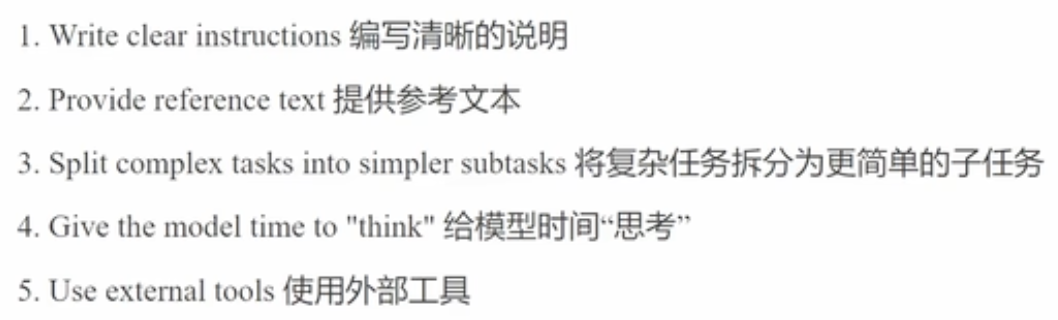 1. Write clear instructions 编写清晰的说明
2. Provide reference text 提供参考文本
3. Split complex tasks into simpler subtasks 将复杂任务拆分为更简单的子任务
4. Give the model time to "think" 给模型时间“思考”
5. Use external tools 使用外部工具